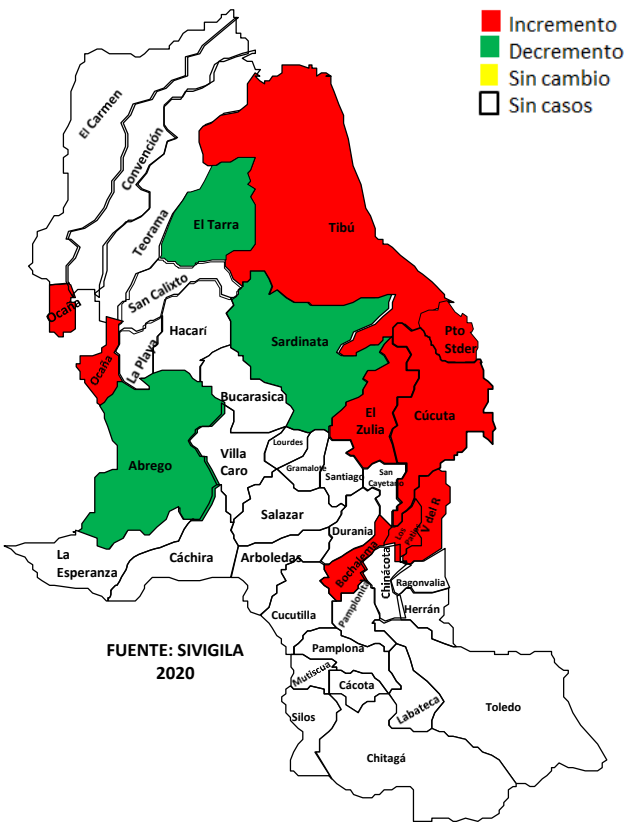 Incremento
Decremento
Sin cambio
Sin casos
El Carmen
Convención
Teorama
El Tarra
Tibú
San Calixto
Ocaña
Hacarí
Sardinata
Pto
Stder
La Playa
Ocaña
Bucarasica
El
Zulia
Cúcuta
Abrego
Villa
Caro
Lourdes
Gramalote
Santiago
San
Cayetano
Salazar
Durania
Los
Patios
V del R
La
Esperanza
Cáchira
Arboledas
Bochalema
Chinácota
Ragonvalia
Pamplonita
Herrán
Cucutilla
FUENTE: SIVIGILA
2020
Pamplona
Mutiscua
Cácota
Labateca
Toledo
Silos
Chitagá